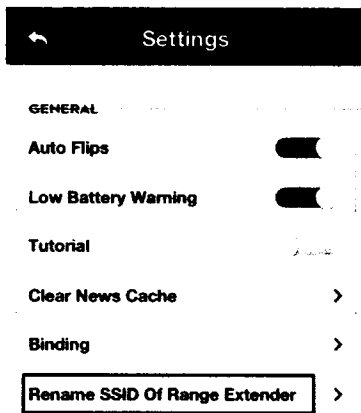 Settings
GENERAL
Auto Flips
Low Battery Warning
Tutorial
Clear News Cache
Binding
Rename SSID Of Range Extender